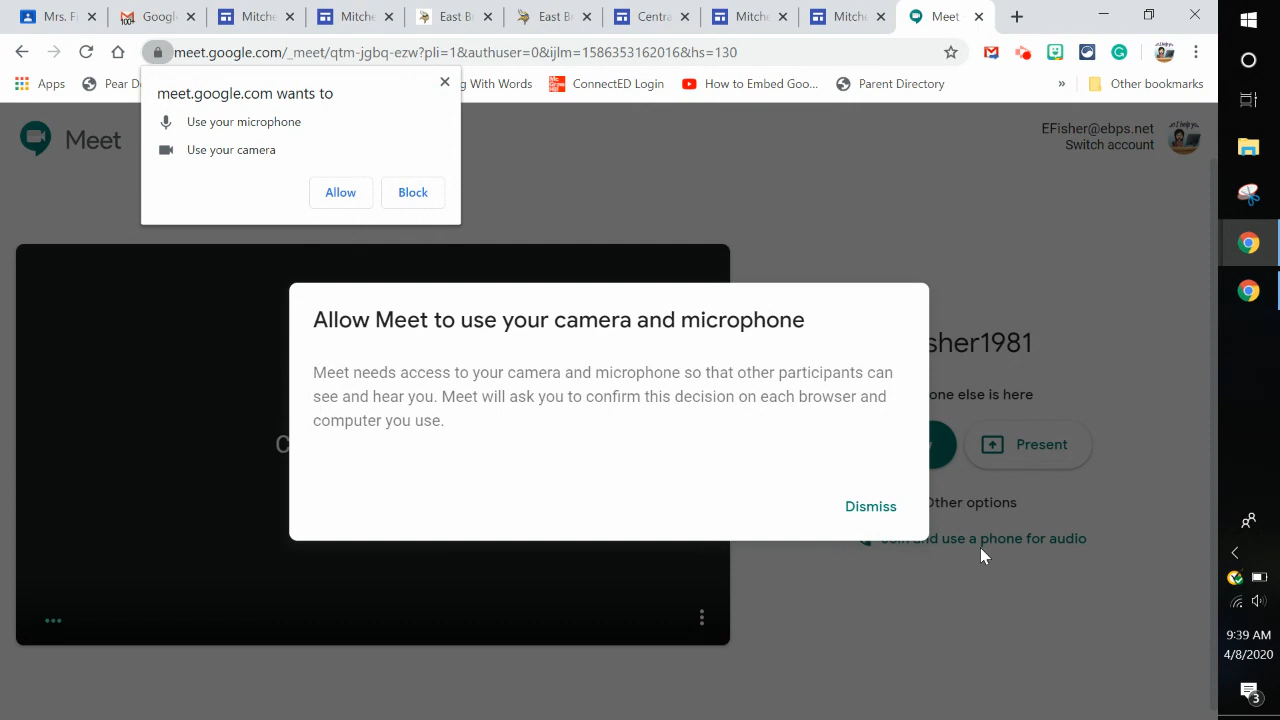 Mrs. F
Googl
Mitche
Mitche
East B
East B
Centra
Mitche
Mitche
Meet
meet.google.com/_meet/qtm-jgbq-ezw?pli=1&authuser=0&ijlm=1586353162016&hs=130
Apps
Pear D
g With Words
ConnectED Login
How to Embed Goo...
Parent Directory
»
Other bookmarks
meet.google.com wants to
Use your microphone
Use your camera
Allow
Block
Meet
EFisher@ebps.net
Switch account
Allow Meet to use your camera and microphone
Meet needs access to your camera and microphone so that other participants can
see and hear you. Meet will ask you to confirm this decision on each browser and
computer you use.
Dismiss
sher1981
one else is here
Present
Other options
Join and use a phone for audio
9:39 AM
4/8/2020
3